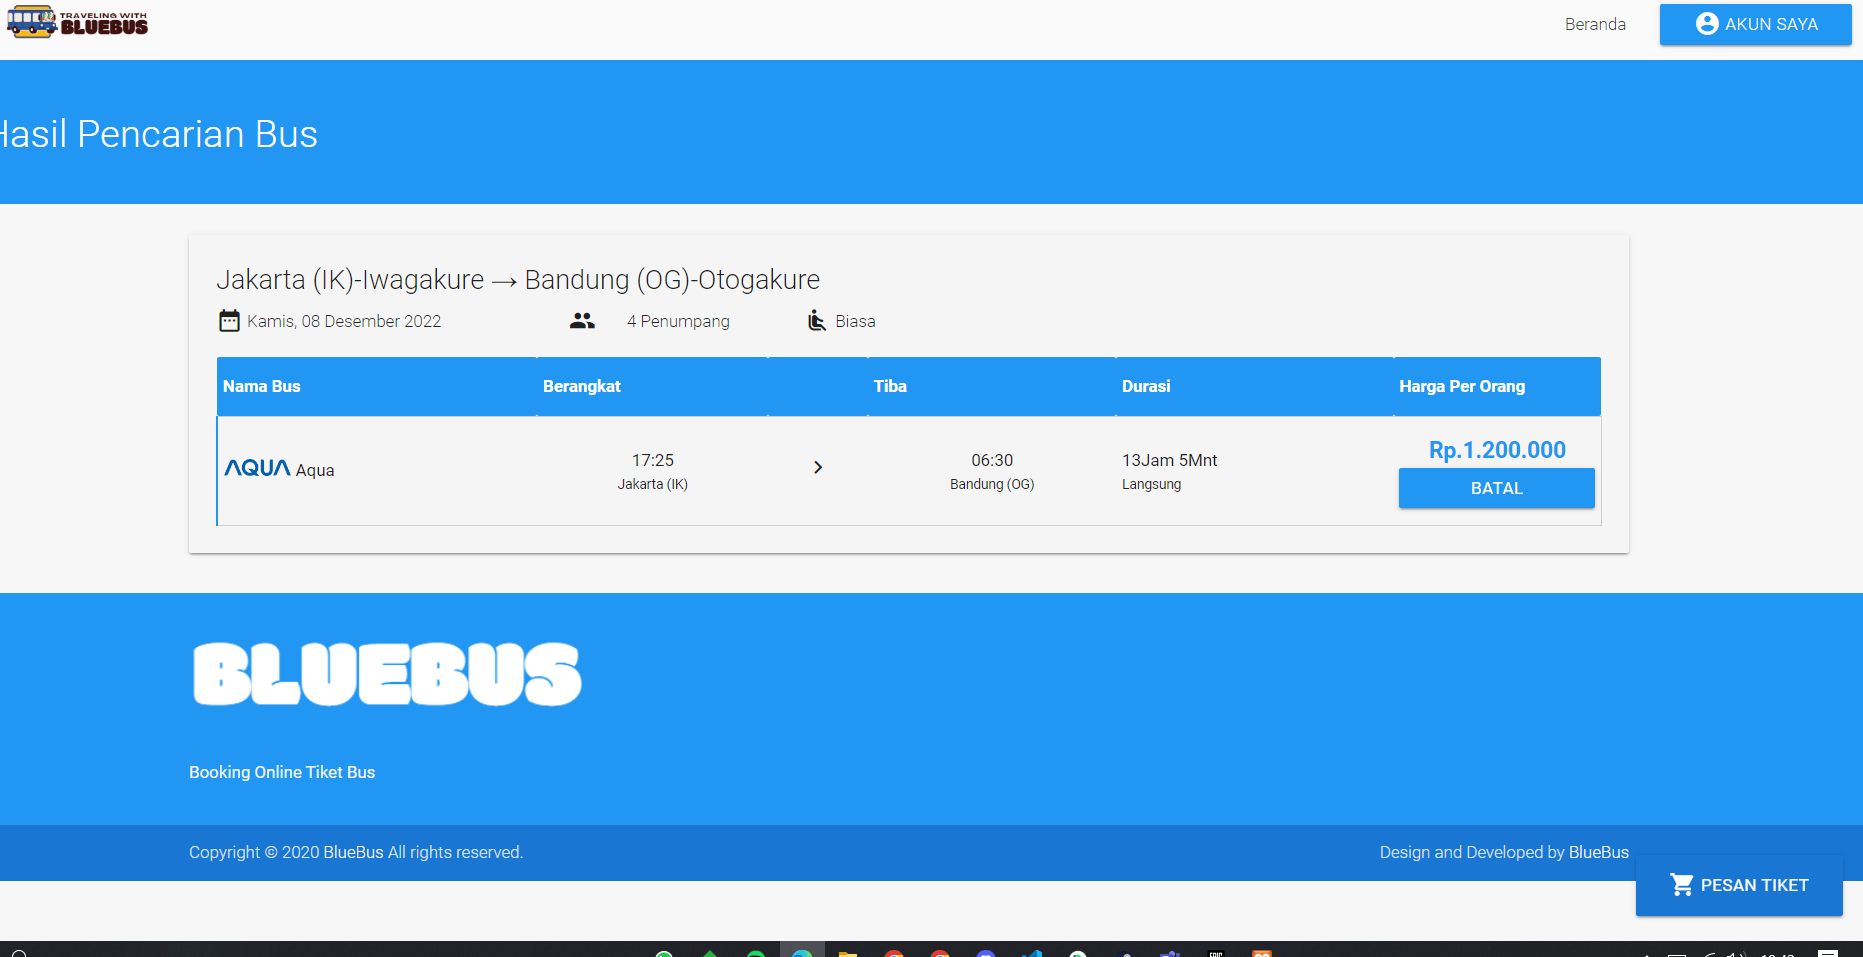 TRAVELING WITH
BLUEBUS
Beranda
AKUN SAYA
Hasil Pencarian Bus
Jakarta (IK)-Iwagakure → Bandung (OG)-Otogakure
Kamis, 08 Desember 2022
4 Penumpang
Biasa
Nama Bus Berangkat Tiba Durasi Harga Per Orang
AQUA Aqua
17:25
Jakarta (IK)
06:30
Bandung (OG)
13Jam 5Mnt
Langsung
Rp.1.200.000
BATAL
BLUEBUS
Booking Online Tiket Bus
Copyright © 2020 BlueBus All rights reserved.
Design and Developed by BlueBus
PESAN TIKET